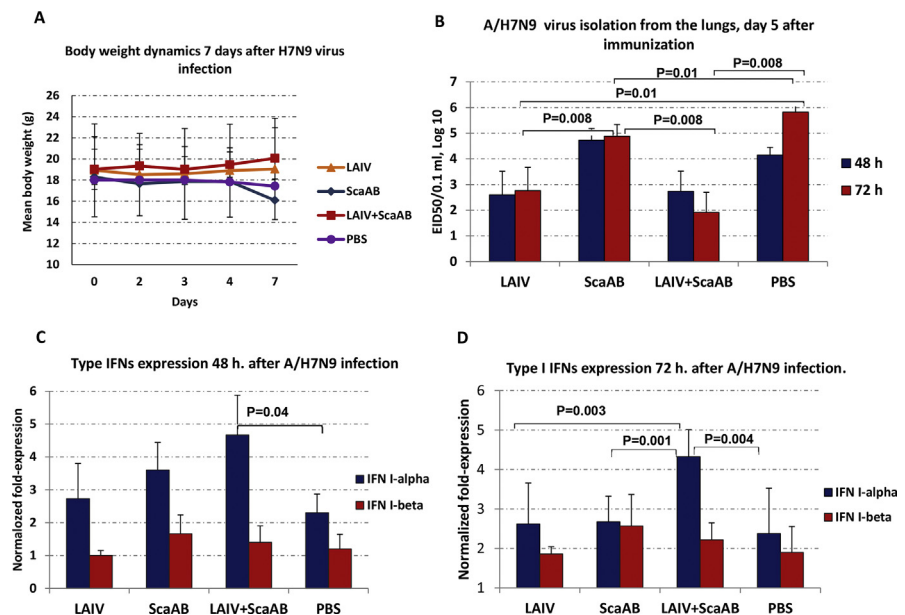 A
Body weight dynamics 7 days after H7N9 virus
infection
Mean body weight (g)
26
24
22
20
18
16
14
12
10
0 2 3 4 7
Days
LAIV
ScaAB
LAIV+ScaAB
PBS
B
A/H7N9 virus isolation from the lungs, day 5 after
immunization
P=0.008
P=0.01
P=0.01
P=0.008 P=0.008
EID50/0.1 ml, Log 10
7
6
5
4
3
2
1
0
LAIV ScaAB LAIV+ScaAB PBS
48 h
72 h
C
Type IFNs expression 48 h. after A/H7N9 infection
Normalozed fold-expression
6
5
4
3
2
1
0
P=0.04
LAIV ScaAB LAIV+ScaAB PBS
IFN I-alpha
IFN I-beta
D
Type I IFNs expression 72 h. after A/H7N9 infection.
Normalized fold-expression
6
5
4
3
2
1
P=0.003
P=0.001 P=0.004
LAIV ScaAB LAIV+ScaAB PBS
IFN I-alpha
IFN I-beta